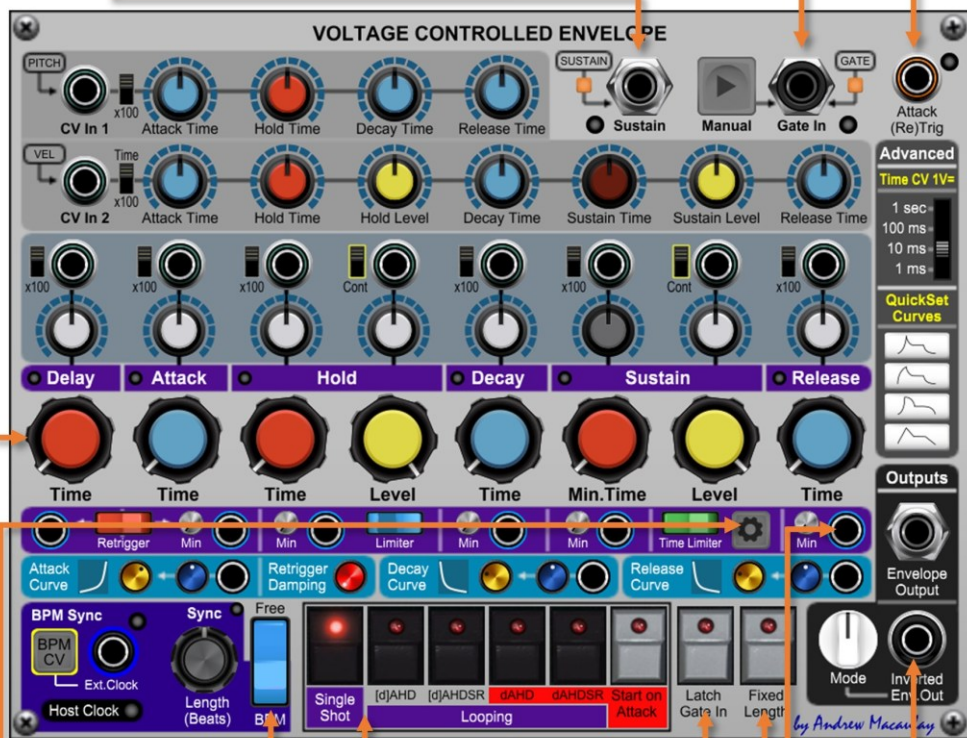 VOLTAGE CONTROLLED ENVELOPE
PITCH
CV In 1
x100
Attack Time
Hold Time
Decay Time
Release Time
SUSTAIN
Sustain
Manual
GATE
Gate In
Attack
(Re)Trig
VEL
CV In 2
Time
x100
Attack Time
Hold Time
Hold Level
Decay Time
Sustain Time
Sustain Level
Release Time
Advanced
Time CV 1V=
1 sec
100 ms
10 ms
1 ms
QuickSet
Curves
x100
x100
x100
Cont
x100
x100
Cont
x100
Delay
Attack
Hold
Decay
Sustain
Release
Time
Time
Time
Level
Time
Min.Time
Level
Time
Retrigger
Min
Min
Limiter
Min
Min
Time Limiter
Min
Attack
Curve
Retrigger
Damping
Decay
Curve
Release
Curve
Outputs
Envelope
Output
Mode
Inverted
Env.Out
BPM Sync
BPM
CV
Ext.Clock
Host Clock
Sync
Length
(Beats)
Free
BPM
Single
Shot
[d]AHD
[d]AHDSR
dAHD
dAHDSR
Looping
Start on
Attack
Latch
Gate In
Fixed
Length
by Andrew Macaulay